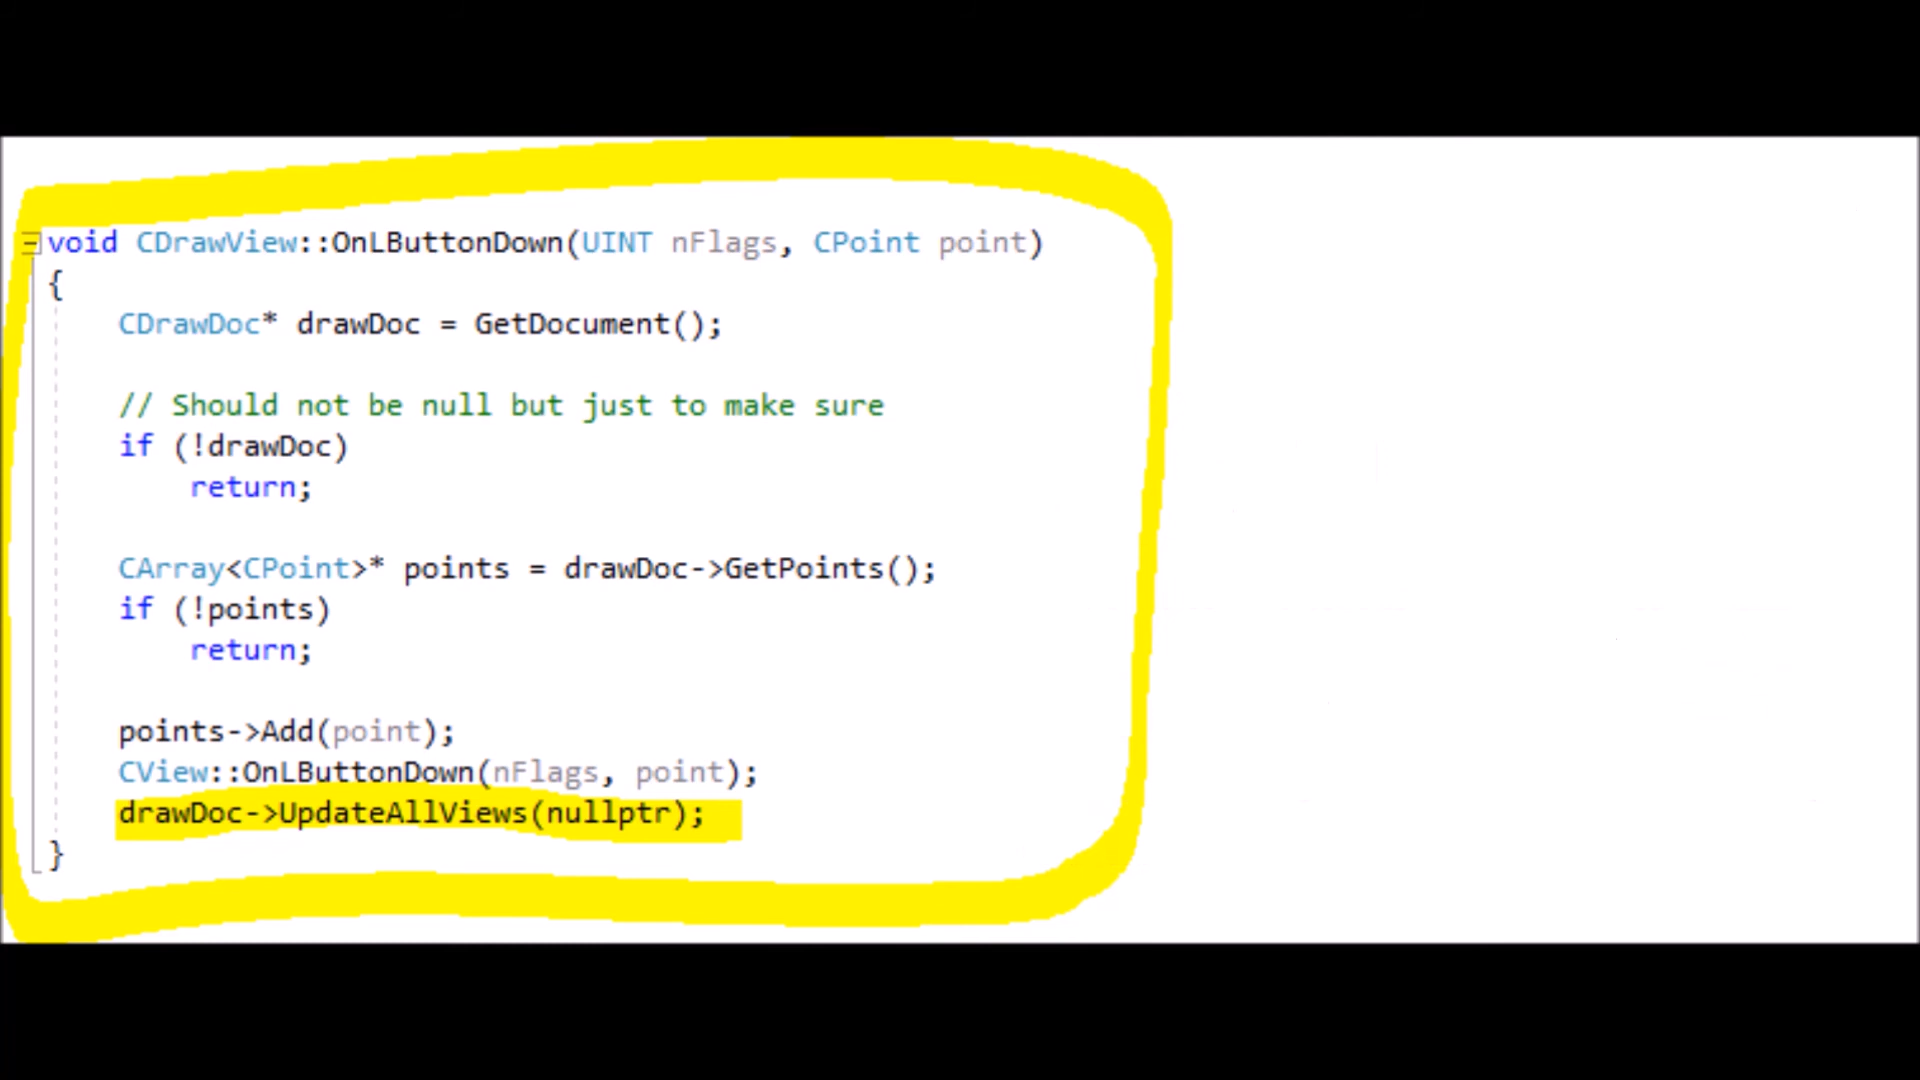 void CDrawView::OnLButtonDown(UINT nFlags, CPoint point)
{
CDrawDoc* drawDoc = GetDocument();
// Should not be null but just to make sure
if (!drawDoc)
return;
CArray<CPoint>* points = drawDoc->GetPoints();
if (!points)
return;
points->Add(point);
CView::OnLButtonDown(nFlags, point);
drawDoc->UpdateAllViews(nullptr);
}